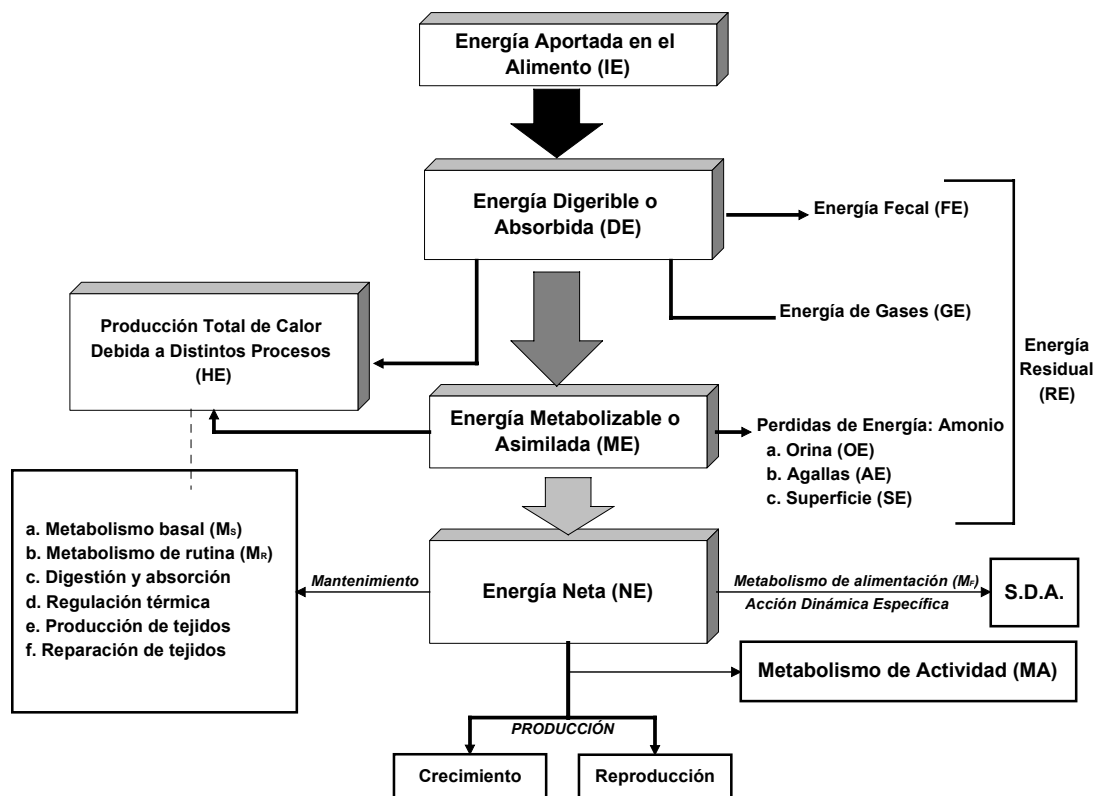 Energía Aportada en el
Alimento (IE)
Energía Digerible o
Absorbida (DE)
Energía Fecal (FE)
Energía de Gases (GE)
Energía
Residual
(RE)
Producción Total de Calor
Debida a Distintos Procesos
(HE)
Energía Metabolizable o
Asimilada (ME)
Perdidas de Energía: Amonio
a. Orina (OE)
b. Agallas (AE)
c. Superficie (SE)
a. Metabolismo basal (MS)
b. Metabolismo de rutina (MR)
c. Digestión y absorción
d. Regulación térmica
e. Producción de tejidos
f. Reparación de tejidos
Mantenimiento
Energía Neta (NE)
Metabolismo de alimentación (MF)
Acción Dinámica Específica
S.D.A.
Metabolismo de Actividad (MA)
PRODUCCIÓN
Crecimiento
Reproducción